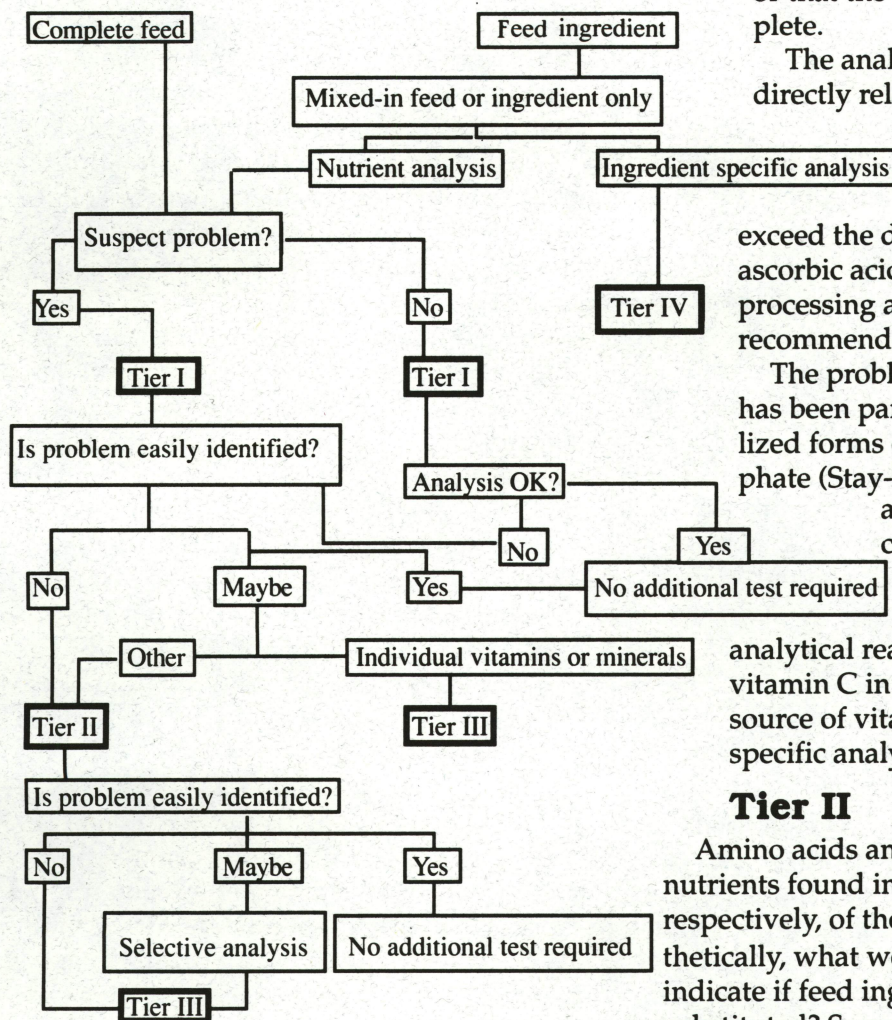 Complete feed
Feed ingredient
Mixed-in feed or ingredient only
Nutrient analysis
Ingredient specific analysis
Suspect problem?
Yes
No
Tier IV
Tier I
Tier I
Is problem easily identified?
Analysis OK?
No
Yes
No
Maybe
Yes
No additional test required
Other
Individual vitamins or minerals
Tier II
Tier III
Is problem easily identified?
No
Maybe
Yes
Selective analysis
No additional test required
Tier III
plete.
The anal
directly rel
exceed the d
ascorbic acid
processing a
recommend
The probl
has been par
lized forms
phate (Stay-
a
c
analytical rea
vitamin C in
source of vita
specific analy
Tier II
Amino acids an
nutrients found in
respectively, of the
thetically, what wo
indicate if feed ing